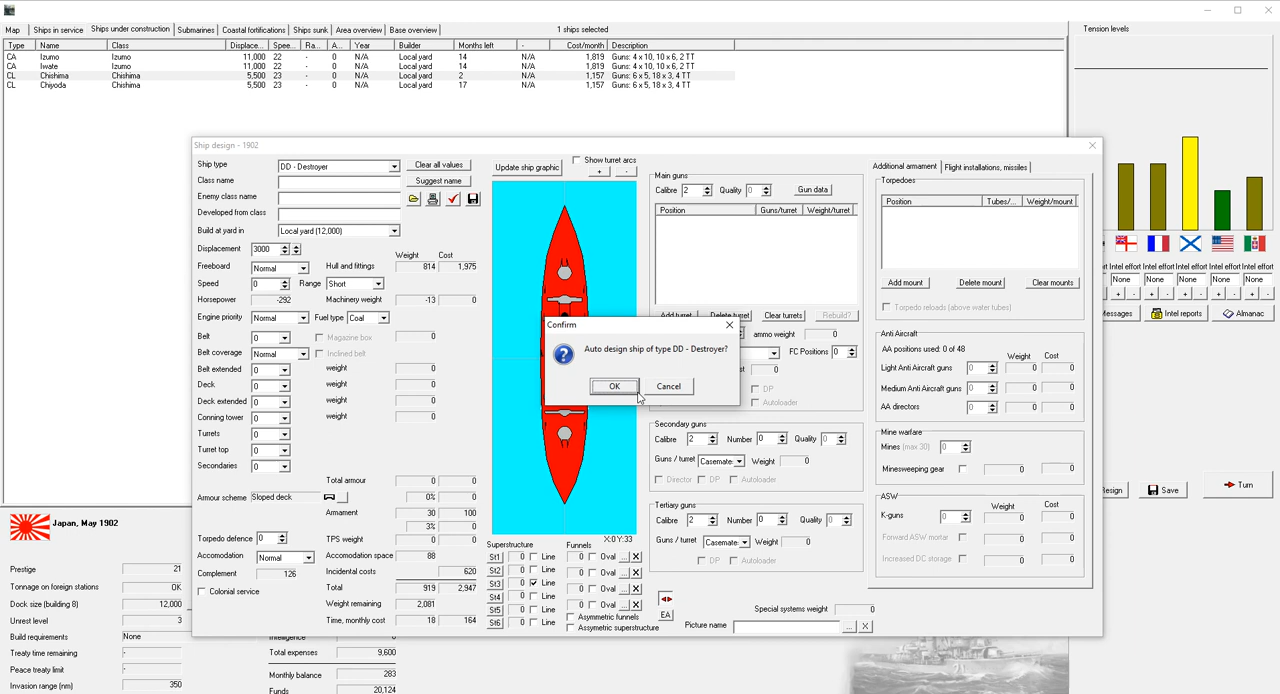 Map Ships in service Ships under construction Submarines Coastal fortifications Ships sunk Area overview Base overview 1 ships selected
Type Name Class Displace... Spee... Ra... A... Year Builder Months left - Cost/month Description
CA Izumo Izumo 11,000 22 - 0 N/A Local yard 14 N/A 1,819 Guns: 4 x 10, 10 x 6, 2 TT
CA Iwate Izumo 11,000 22 - 0 N/A Local yard 14 N/A 1,819 Guns: 4 x 10, 10 x 6, 2 TT
CL Chishima Chishima 5,500 23 - 0 N/A Local yard 2 N/A 1,157 Guns: 6 x 5, 18 x 3, 4 TT
CL Chiyoda Chishima 5,500 23 - 0 N/A Local yard 17 N/A 1,157 Guns: 6 x 5, 18 x 3, 4 TT
Tension levels
Intel effort Intel effort Intel effort Intel effort Intel effort
None None None None None
+ - + - + - + - + -
Messages Intel reports Almanac
Save Turn
Ship design - 1902
Ship type DD - Destroyer Clear all values
Class name Suggest name
Enemy class name
Developed from class
Build at yard in Local yard (12,000)
Displacement 3000 Weight Cost
Freeboard Normal Hull and fittings 814 1,975
Speed 0 Range Short
Horsepower -292 Machinery weight -13 0
Engine priority Normal Fuel type Coal
Belt 0 Magazine box 0 0
Belt coverage Normal Inclined belt
Belt extended 0 weight 0 0
Deck 0 weight 0 0
Deck extended 0 weight 0 0
Conning tower 0 weight 0 0
Turrets 0
Turret top 0
Secondaries 0
Total armour 0 0
Armour scheme Sloped deck 0% 0
Armament 30 100
3% 0
Torpedo defence 0 TPS weight 0 0
Accomodation Normal Accomodation space 88
Complement 126 Incidental costs 620
Colonial service Total 919 2,947
Weight remaining 2,081
Time, monthly cost 18 164
Update ship graphic Show turret arcs
+ -
X:0 Y:33
Superstructure Funnels
St1 0 Line 0 Oval ... X
St2 0 Line 0 Oval ... X
St3 0 Line 0 Oval ... X
St4 0 Line 0 Oval ... X
St5 0 Line Asymmetric funnels
St6 0 Line Assymetric superstructure
EA
Picture name ... X
Special systems weight 0
Main guns
Calibre 2 Quality 0 Gun data
Position Guns/turret Weight/turret
Add turret Delete turret Clear turrets Rebuild?
ammo weight 0
FC Positions 0
0
DP
Autoloader
Secondary guns
Calibre 2 Number 0 Quality 0
Guns / turret Casemate Weight 0
Director DP Autoloader
Tertiary guns
Calibre 2 Number 0 Quality 0
Guns / turret Casemate Weight 0
DP Autoloader
Additional armament Flight installations, missiles
Torpedoes
Position Tubes/... Weight/mount
Add mount Delete mount Clear mounts
Torpedo reloads (above water tubes)
Anti Aircraft
AA positions used: 0 of 48 Weight Cost
Light Anti Aircraft guns 0 0 0
Medium Anti Aircraft guns 0 0 0
AA directors 0 0 0
Mine warfare
Mines (max 30) 0
Minesweeping gear 0 0
ASW Weight Cost
K-guns 0 0 0
Forward ASW mortar 0 0
Increased DC storage 0 0
Confirm
Auto design ship of type DD - Destroyer?
OK Cancel
Japan, May 1902
Prestige 21
Tonnage on foreign stations OK
Dock size (building 8) 12,000
Unrest level 3
Build requirements None
Treaty time remaining -
Peace treaty limit -
Invasion range (nm) 350
Intelligence
Total expenses 9,600
Monthly balance 283
Funds 20,124